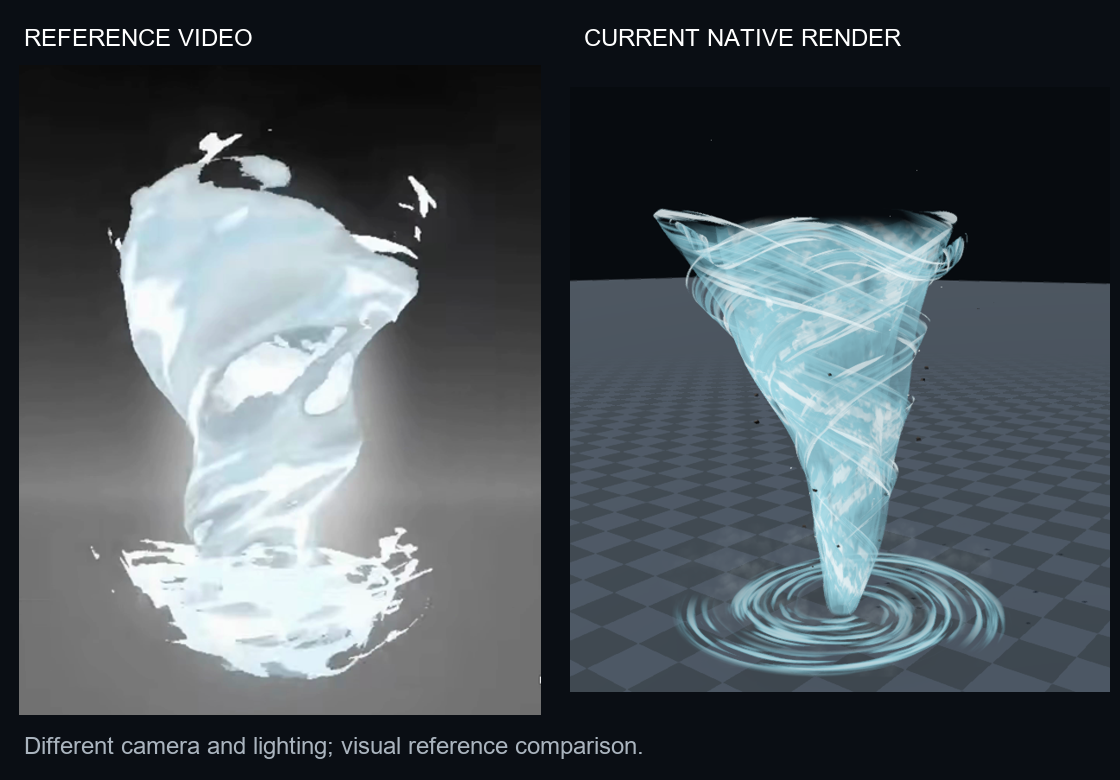 REFERENCE VIDEO
CURRENT NATIVE RENDER
Different camera and lighting; visual reference comparison.